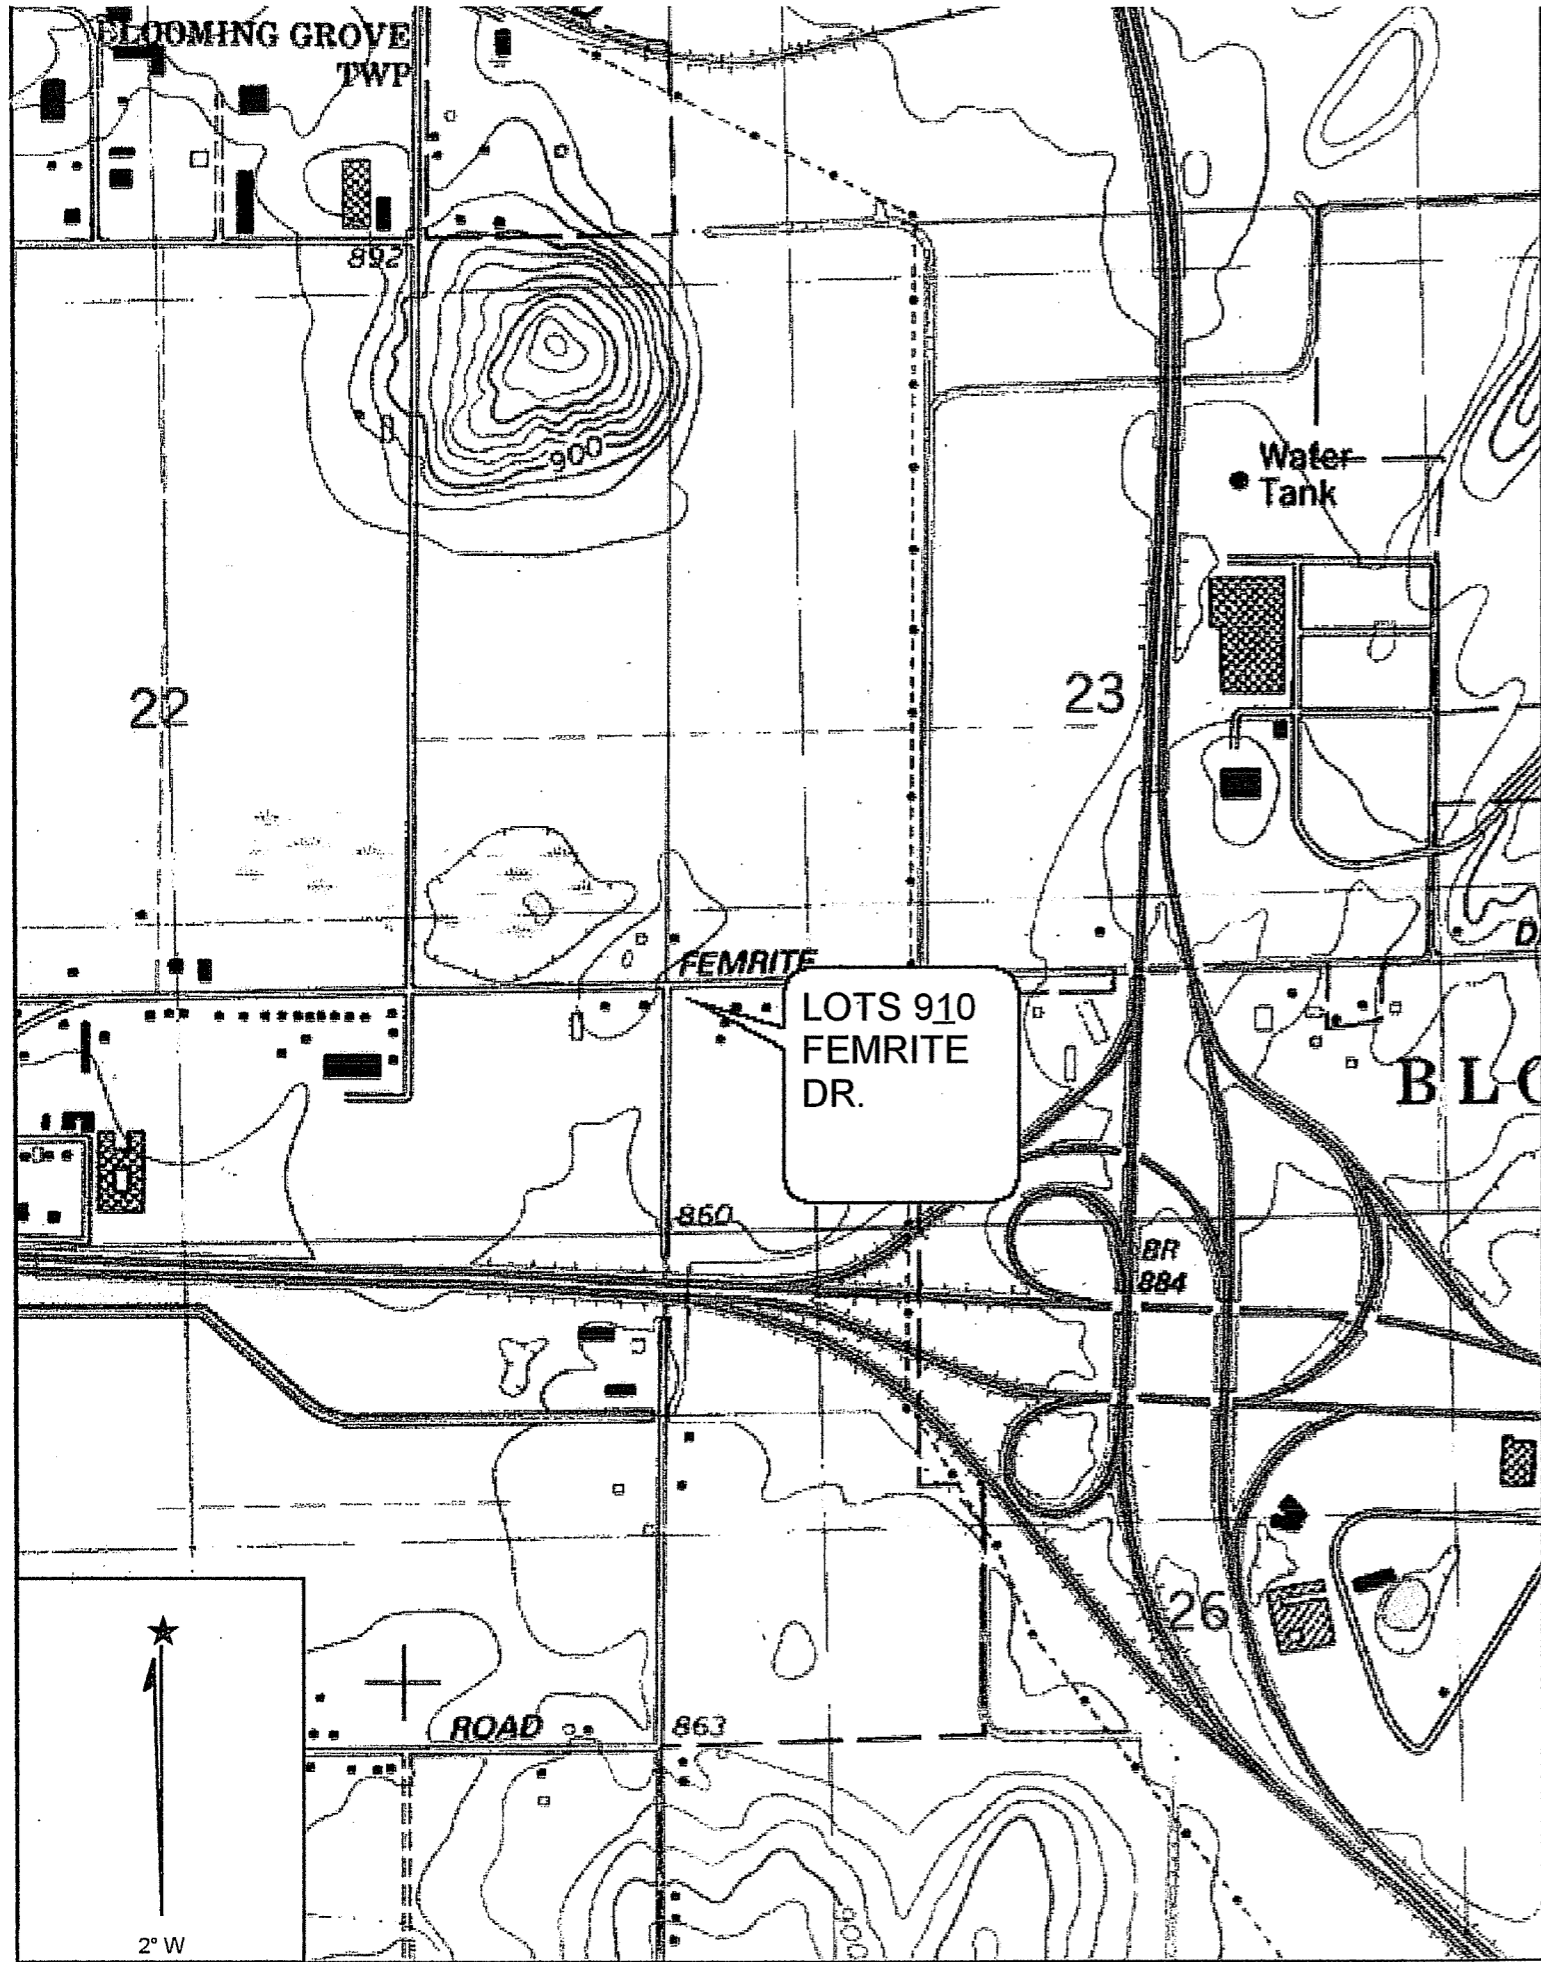 BLOOMING GROVE
TWP
892
900
Water
Tank
22
23
FEMRITE
D
LOTS 910
FEMRITE
DR.
BLO
860
BR
884
26
ROAD
863
2° W